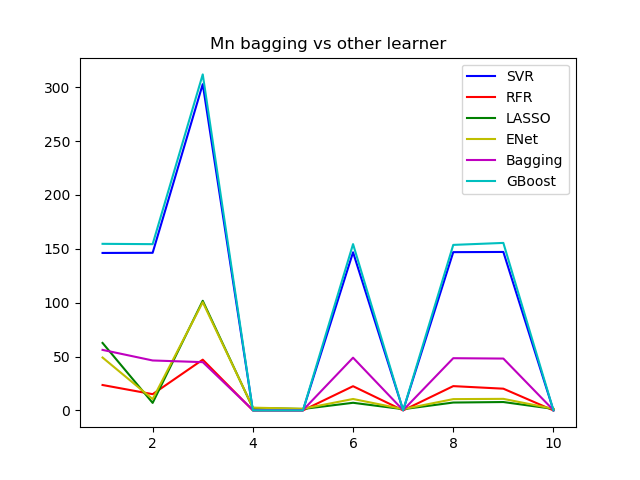 Mn bagging vs other learner
SVR
RFR
LASSO
ENet
Bagging
GBoost
300
250
200
150
100
50
0
2 4 6 8 10